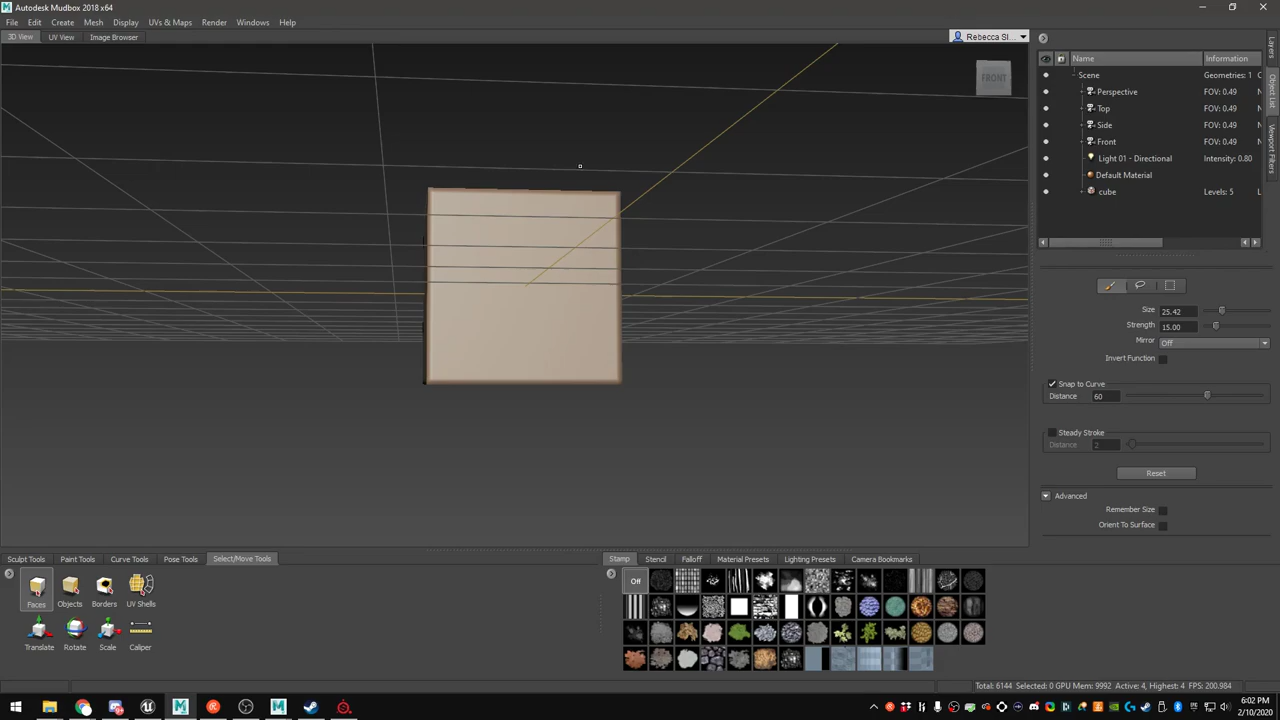 Autodesk Mudbox 2018 x64
File Edit Create Mesh Display UVs & Maps Render Windows Help
3D View UV View Image Browser
Rebecca Sl...
FRONT
Name Information
Scene Geometries: 1
Perspective FOV: 0.49
Top FOV: 0.49
Side FOV: 0.49
Front FOV: 0.49
Light 01 - Directional Intensity: 0.80
Default Material
cube Levels: 5
Layers
Object List
Viewport Filters
Size 25.42
Strength 15.00
Mirror Off
Invert Function
Snap to Curve
Distance 60
Steady Stroke
Distance 2
Reset
Advanced
Remember Size
Orient To Surface
Sculpt Tools Paint Tools Curve Tools Pose Tools Select/Move Tools
Faces Objects Borders UV Shells
Translate Rotate Scale Caliper
Stamp Stencil Falloff Material Presets Lighting Presets Camera Bookmarks
Off
Total: 6144 Selected: 0 GPU Mem: 9992 Active: 4, Highest: 4 FPS: 200.984
6:02 PM
2/10/2020